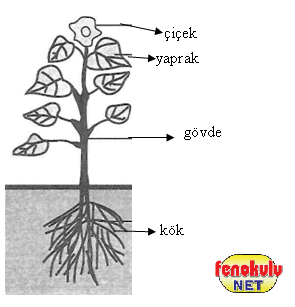 çiçek
yaprak
gövde
kök
fenokulu
NET